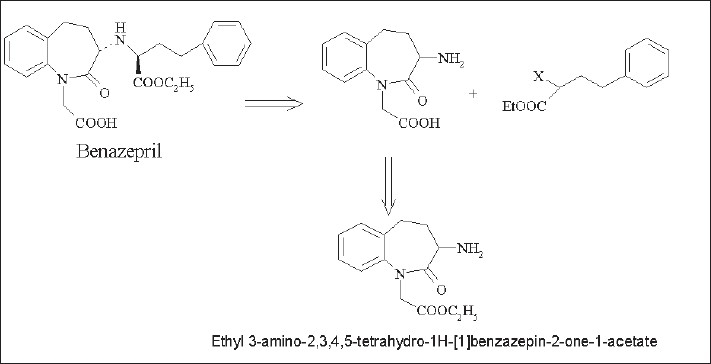 H
N
NH₂
N
O
COOC₂H₅
N
O
X
EtOOC
+
COOH
COOH
Benazepril
NH₂
N
O
COOC₂H₅
Ethyl 3-amino-2,3,4,5-tetrahydro-1H-[1]benzazepin-2-one-1-acetate